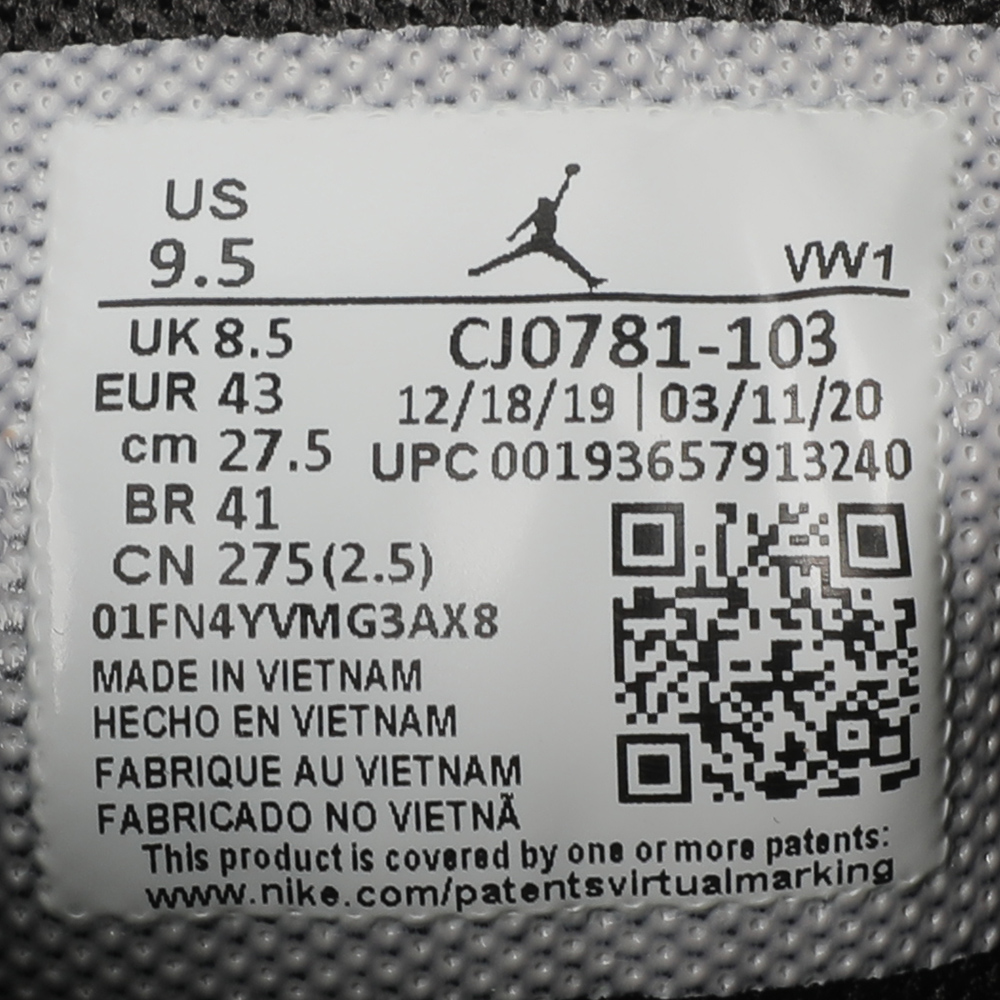 US
9.5
VW1
UK 8.5
CJ0781-103
EUR 43
12/18/19 | 03/11/20
cm 27.5
UPC 00193657913240
BR 41
CN 275(2.5)
01FN4YVMG3AX8
MADE IN VIETNAM
HECHO EN VIETNAM
FABRIQUE AU VIETNAM
FABRICADO NO VIETNÃ
This product is covered by one or more patents:
www.nike.com/patentsvirtualmarking